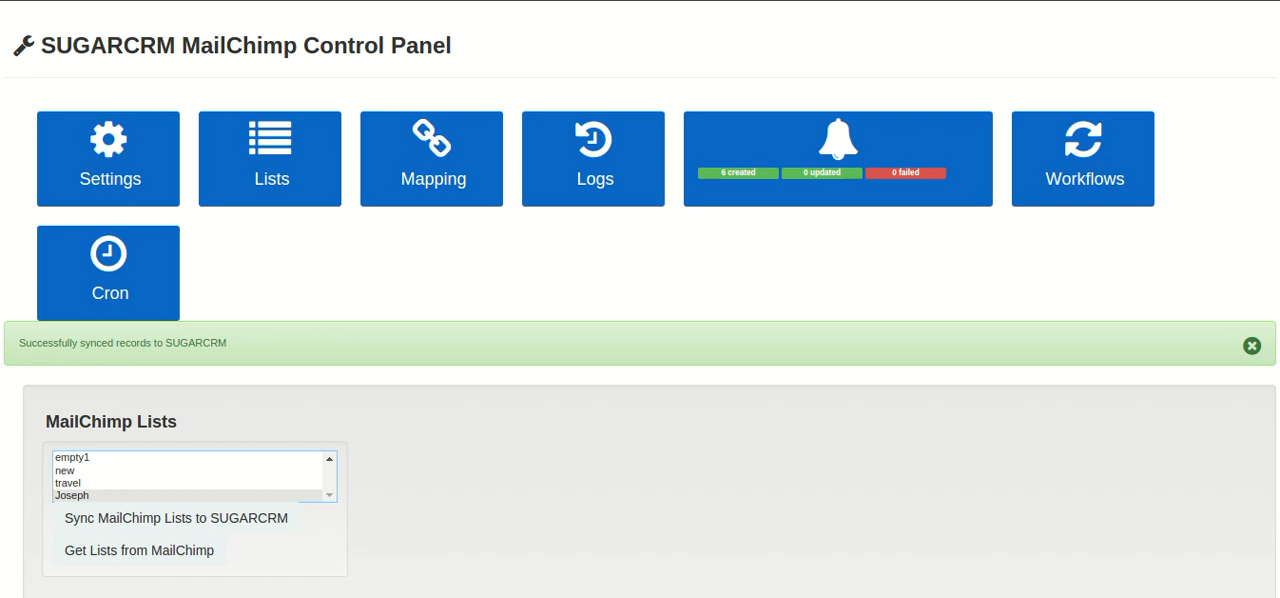 SUGARCRM MailChimp Control Panel
Settings
Lists
Mapping
Logs
6 created
0 updated
0 failed
Workflows
Cron
Successfully synced records to SUGARCRM
MailChimp Lists
empty1
new
travel
Joseph
Sync MailChimp Lists to SUGARCRM
Get Lists from MailChimp